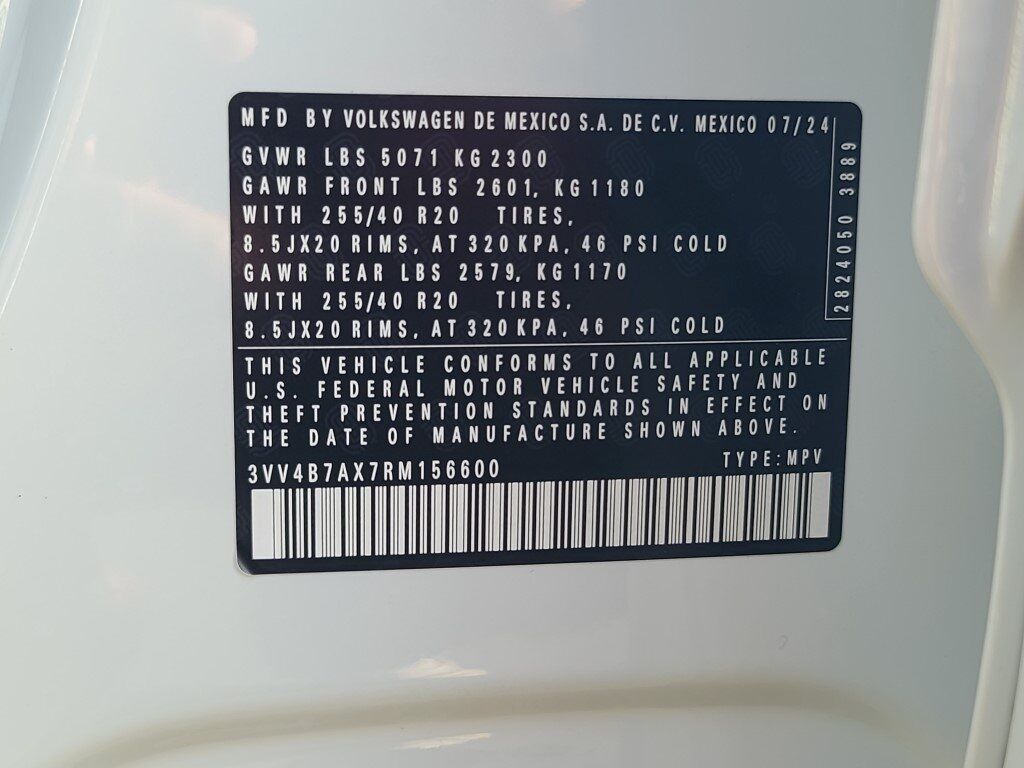 MFD BY VOLKSWAGEN DE MEXICO S.A. DE C.V. MEXICO 07/24
GVWR LBS 5071 KG 2300
GAWR FRONT LBS 2601, KG 1180
WITH 255/40 R20 TIRES,
8.5JX20 RIMS, AT 320 KPA, 46 PSI COLD
GAWR REAR LBS 2579, KG 1170
WITH 255/40 R20 TIRES,
8.5JX20 RIMS, AT 320 KPA, 46 PSI COLD
2824050 3889
THIS VEHICLE CONFORMS TO ALL APPLICABLE
U.S. FEDERAL MOTOR VEHICLE SAFETY AND
THEFT PREVENTION STANDARDS IN EFFECT ON
THE DATE OF MANUFACTURE SHOWN ABOVE.
3VV4B7AX7RM156600 TYPE: MPV